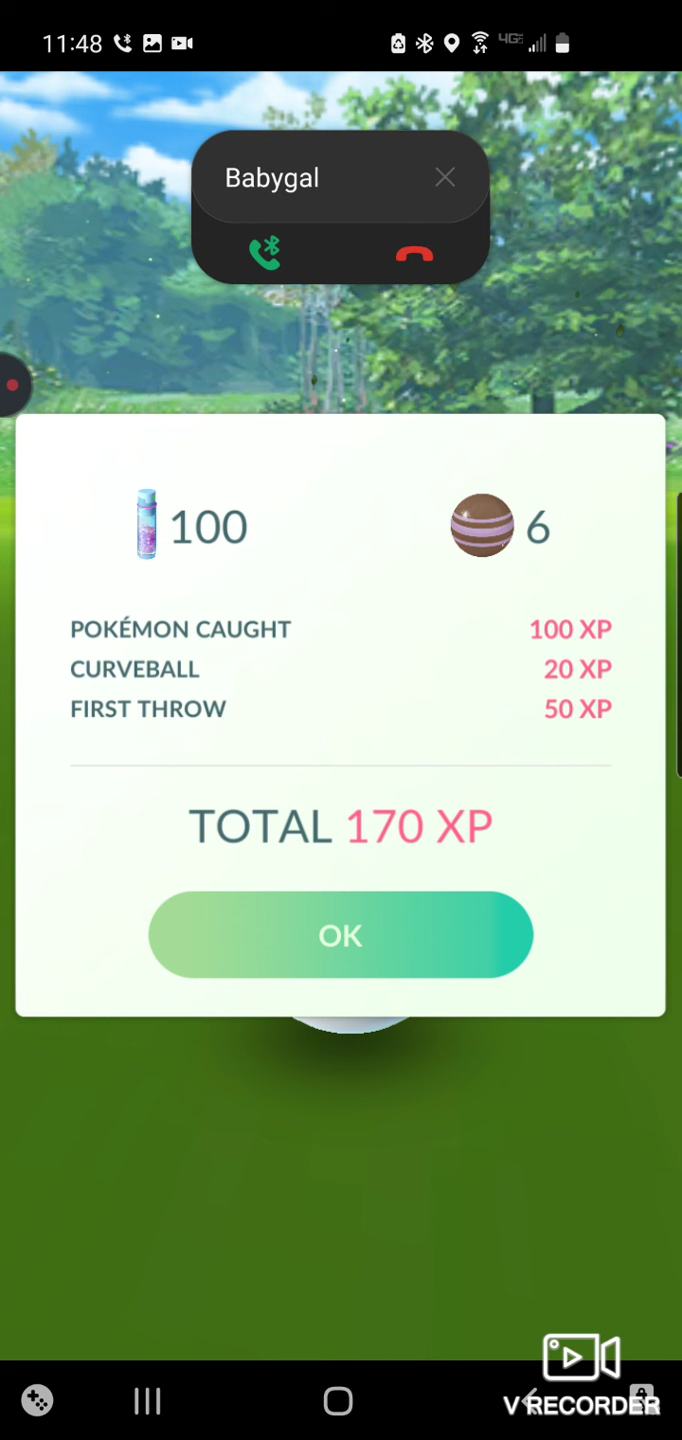 11:48 4GE
Babygal
100 6
POKÉMON CAUGHT 100 XP
CURVEBALL 20 XP
FIRST THROW 50 XP
TOTAL 170 XP
OK
V RECORDER